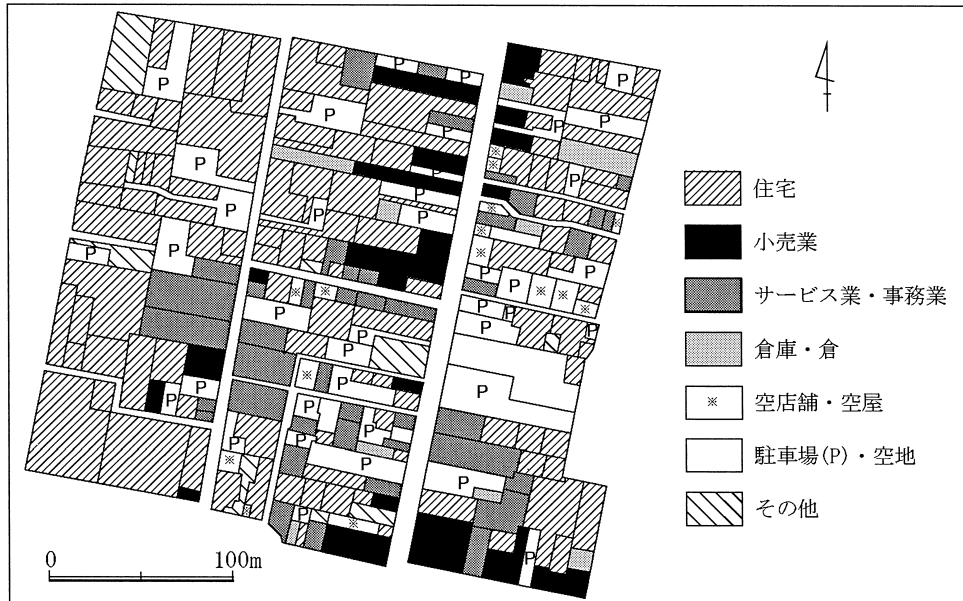 住宅
小売業
サービス業・事務業
倉庫・倉
※ 空店舗・空屋
駐車場(P)・空地
その他
0 100m
P P P P P P P P P P P P P P P P P P P P P P P P P P P P P P P P P P P P
※ ※ ※ ※ ※ ※ ※ ※ ※ ※ ※ ※ ※ ※